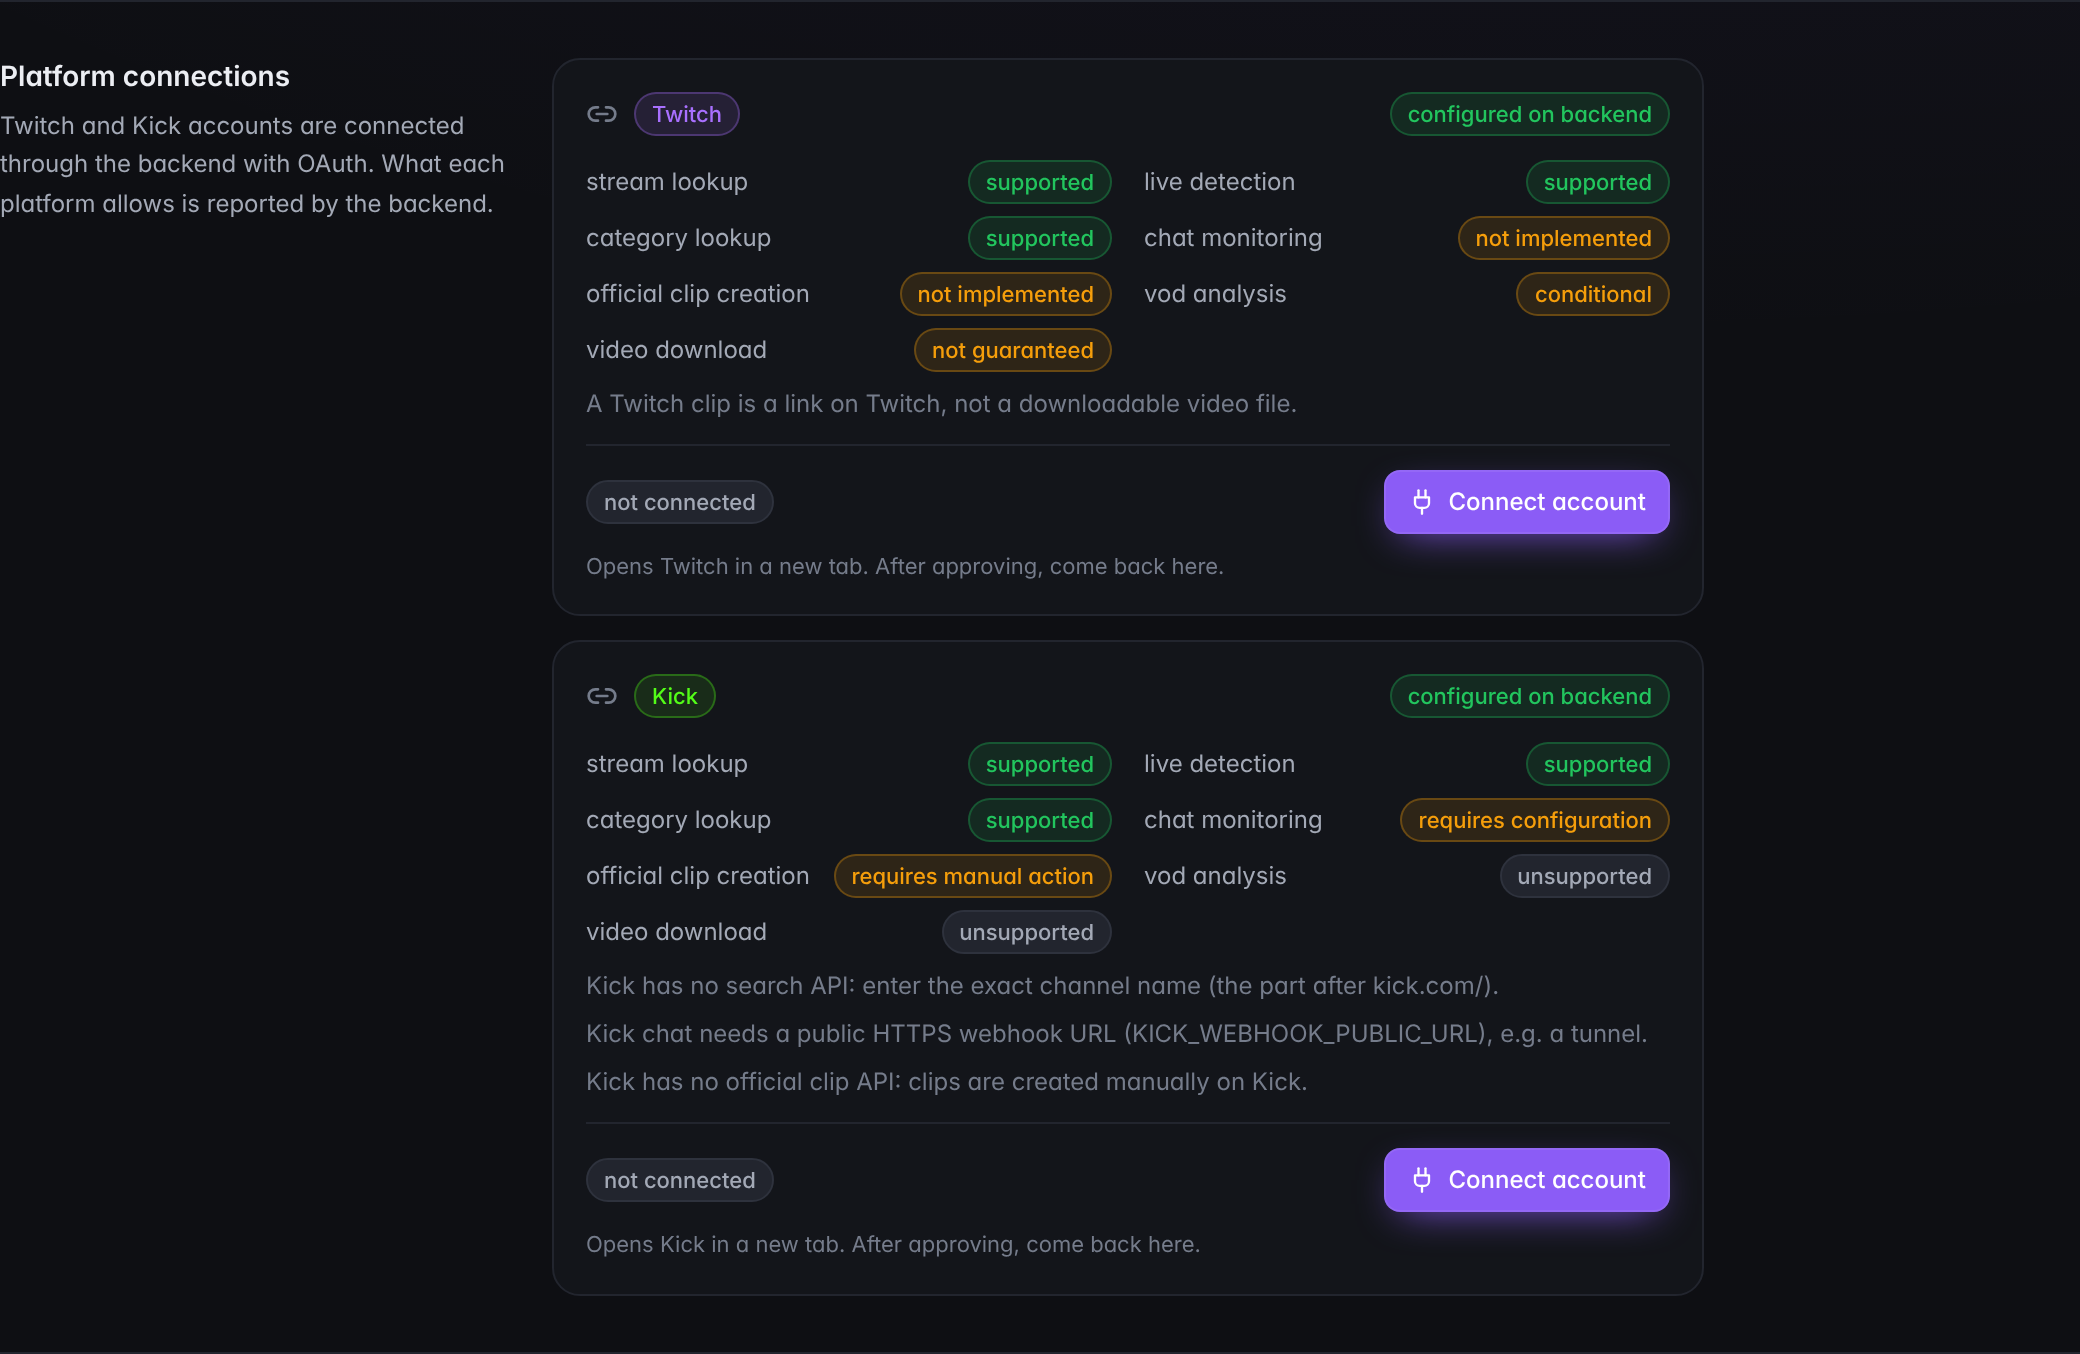 Platform connections
Twitch and Kick accounts are connected
through the backend with OAuth. What each
platform allows is reported by the backend.
Twitch
configured on backend
stream lookup supported live detection supported
category lookup supported chat monitoring not implemented
official clip creation not implemented vod analysis conditional
video download not guaranteed
A Twitch clip is a link on Twitch, not a downloadable video file.
not connected
Connect account
Opens Twitch in a new tab. After approving, come back here.
Kick
configured on backend
stream lookup supported live detection supported
category lookup supported chat monitoring requires configuration
official clip creation requires manual action vod analysis unsupported
video download unsupported
Kick has no search API: enter the exact channel name (the part after kick.com/).
Kick chat needs a public HTTPS webhook URL (KICK_WEBHOOK_PUBLIC_URL), e.g. a tunnel.
Kick has no official clip API: clips are created manually on Kick.
not connected
Connect account
Opens Kick in a new tab. After approving, come back here.